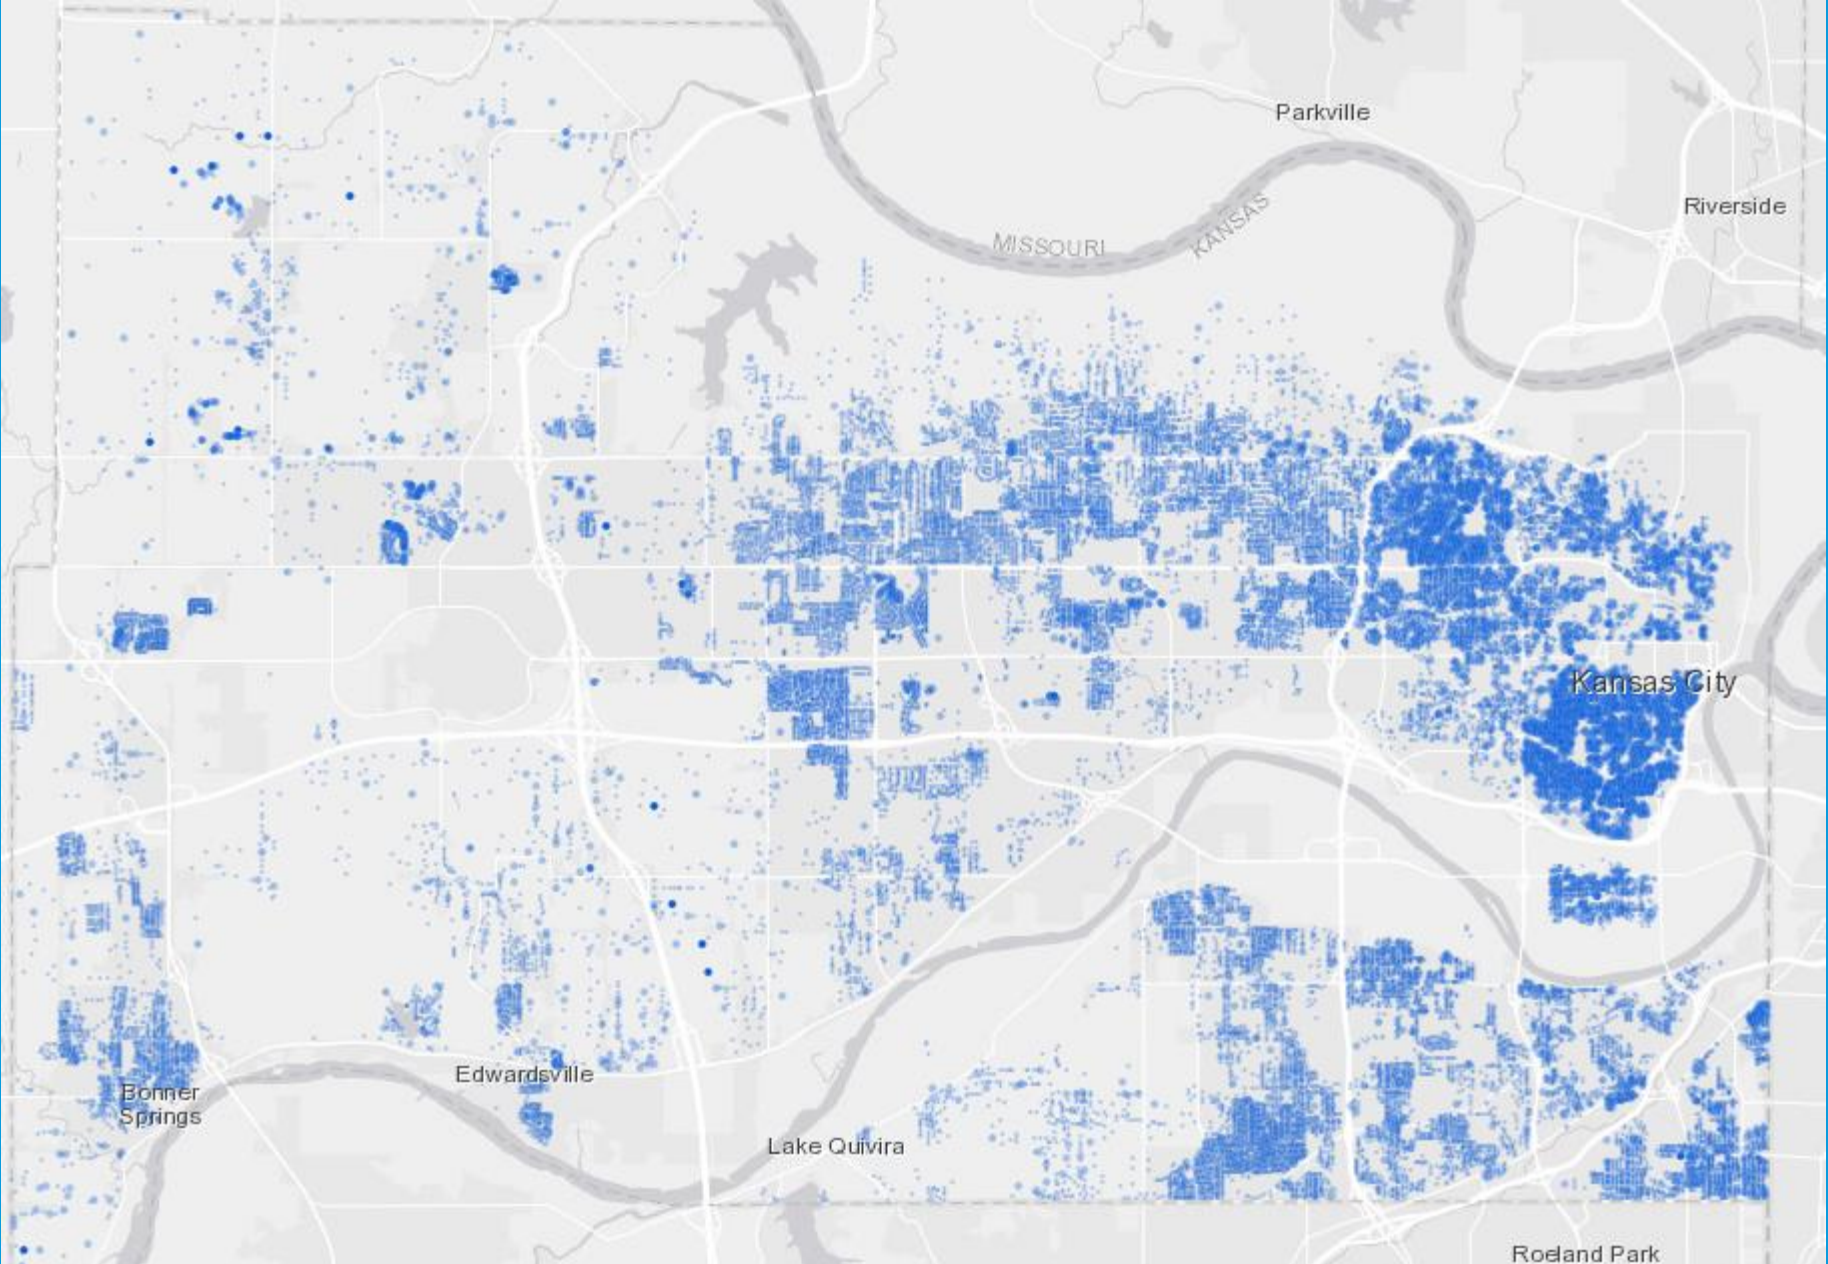 Parkville
Riverside
MISSOURI
KANSAS
Kansas City
Edwardsville
Bonner
Springs
Lake Quivira
Roeland Park